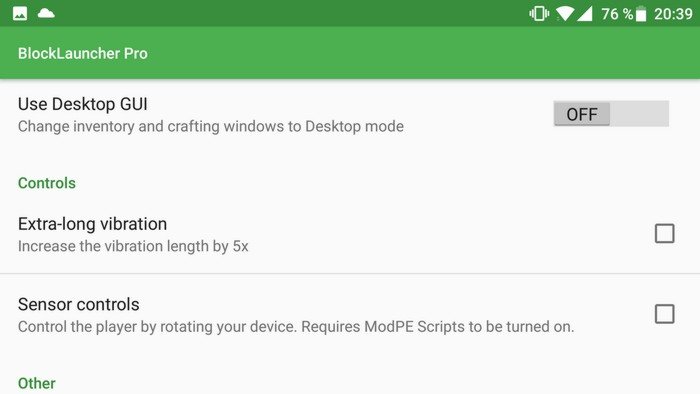 76 % 20:39
BlockLauncher Pro
Use Desktop GUI
Change inventory and crafting windows to Desktop mode
OFF
Controls
Extra-long vibration
Increase the vibration length by 5x
Sensor controls
Control the player by rotating your device. Requires ModPE Scripts to be turned on.
Other